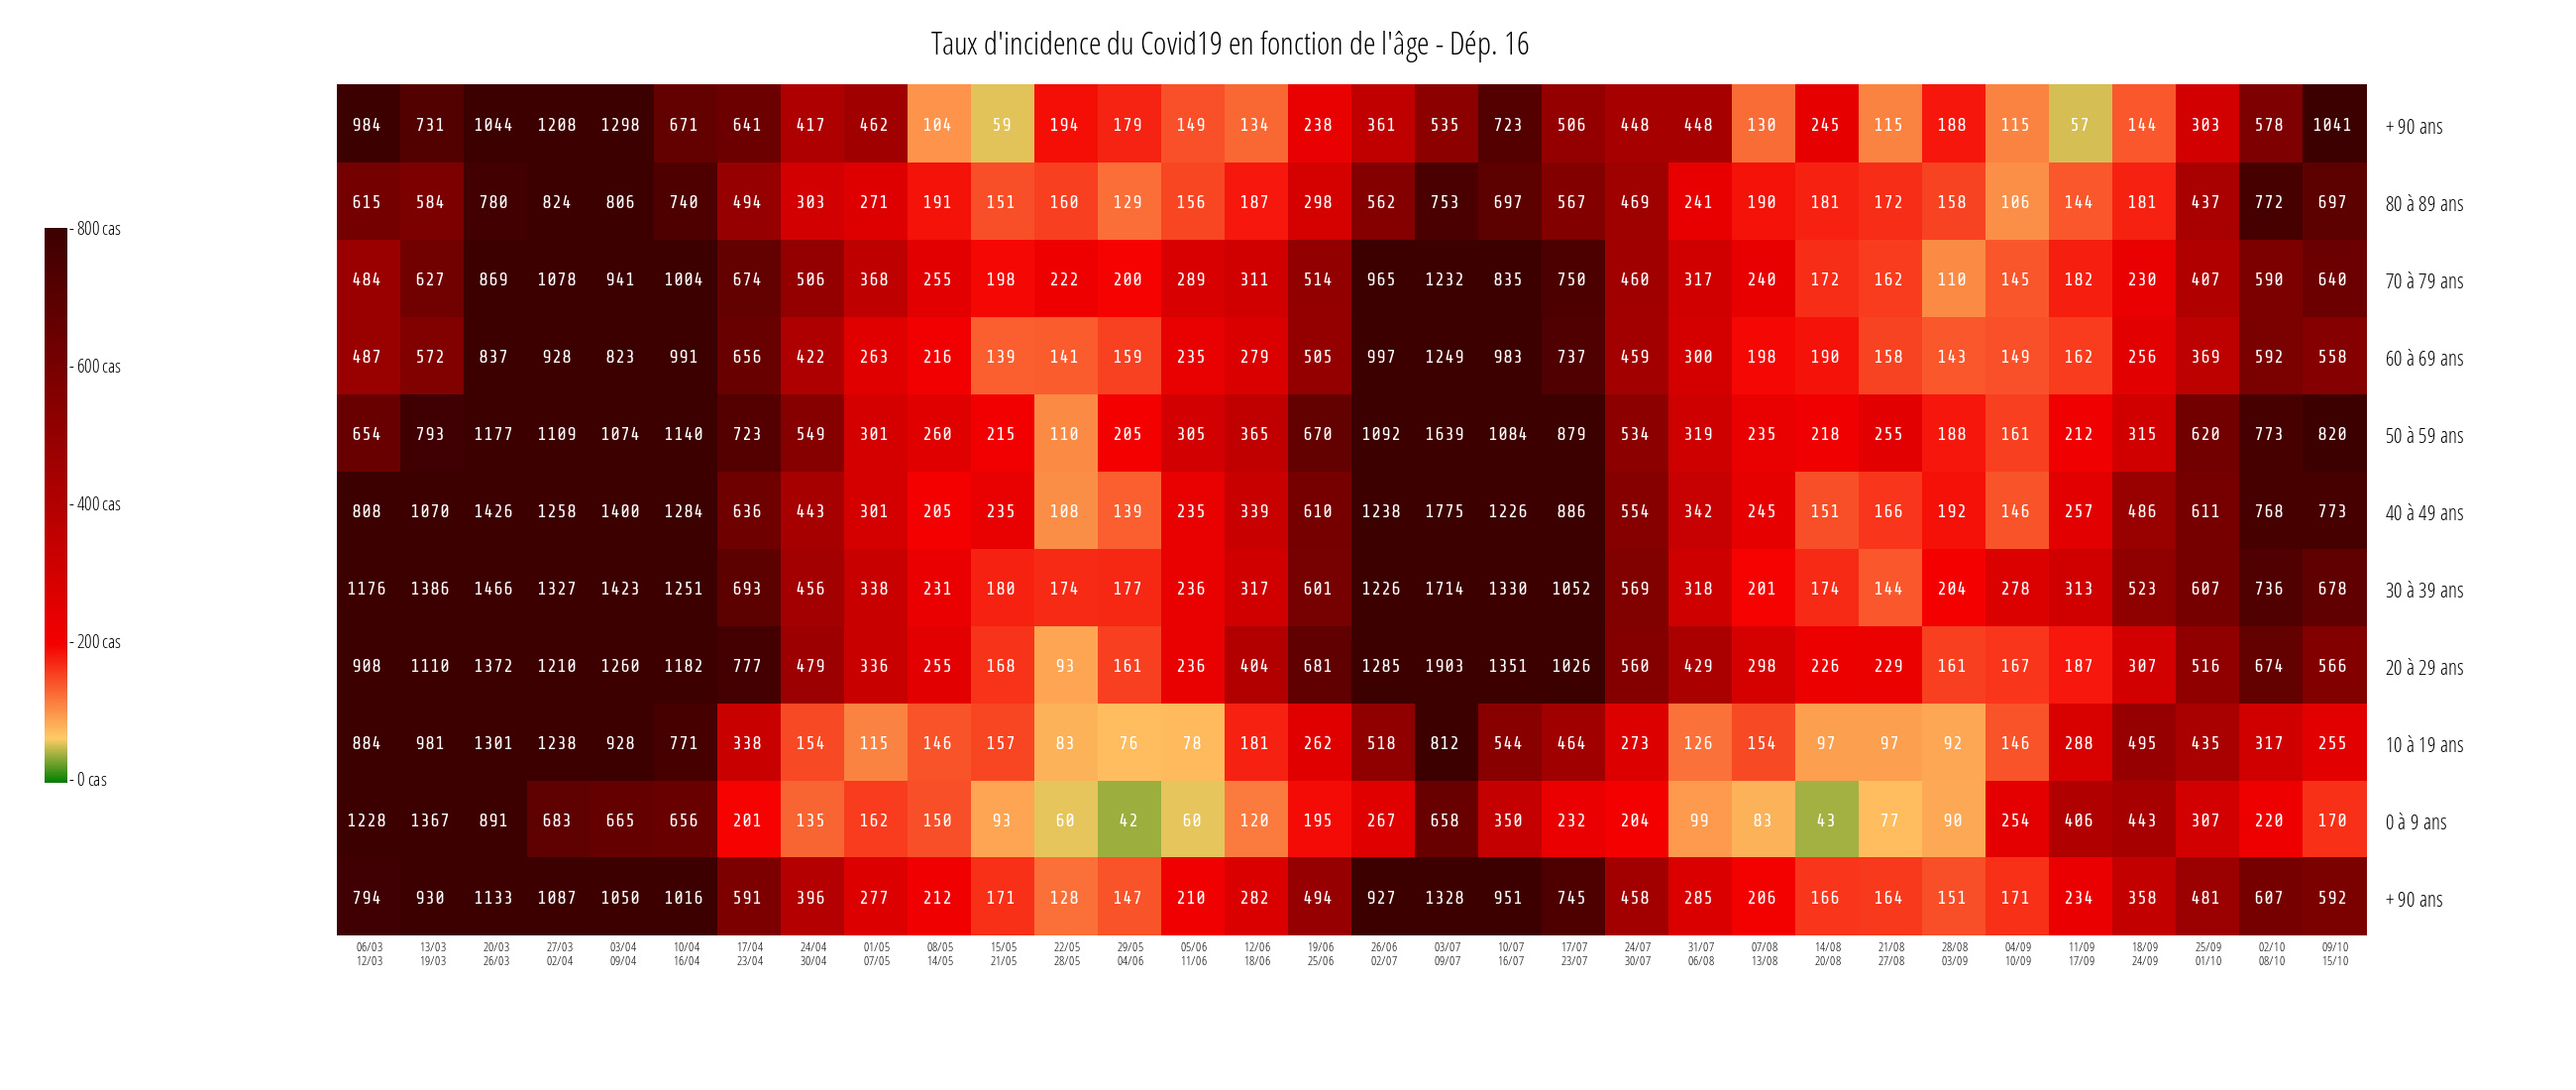 Taux d'incidence du Covid19 en fonction de l'âge - Dép. 16
- 800 cas
- 600 cas
- 400 cas
- 200 cas
- 0 cas
984 731 1044 1208 1298 671 641 417 462 104 59 194 179 149 134 238 361 535 723 506 448 448 130 245 115 188 115 57 144 303 578 1041 + 90 ans
615 584 780 824 806 740 494 303 271 191 151 160 129 156 187 298 562 753 697 567 469 241 190 181 172 158 106 144 181 437 772 697 80 à 89 ans
484 627 869 1078 941 1004 674 506 368 255 198 222 200 289 311 514 965 1232 835 750 460 317 240 172 162 110 145 182 230 407 590 640 70 à 79 ans
487 572 837 928 823 991 656 422 263 216 139 141 159 235 279 505 997 1249 983 737 459 300 198 190 158 143 149 162 256 369 592 558 60 à 69 ans
654 793 1177 1109 1074 1140 723 549 301 260 215 110 205 305 365 670 1092 1639 1084 879 534 319 235 218 255 188 161 212 315 620 773 820 50 à 59 ans
808 1070 1426 1258 1400 1284 636 443 301 205 235 108 139 235 339 610 1238 1775 1226 886 554 342 245 151 166 192 146 257 486 611 768 773 40 à 49 ans
1176 1386 1466 1327 1423 1251 693 456 338 231 180 174 177 236 317 601 1226 1714 1330 1052 569 318 201 174 144 204 278 313 523 607 736 678 30 à 39 ans
908 1110 1372 1210 1260 1182 777 479 336 255 168 93 161 236 404 681 1285 1903 1351 1026 560 429 298 226 229 161 167 187 307 516 674 566 20 à 29 ans
884 981 1301 1238 928 771 338 154 115 146 157 83 76 78 181 262 518 812 544 464 273 126 154 97 97 92 146 288 495 435 317 255 10 à 19 ans
1228 1367 891 683 665 656 201 135 162 150 93 60 42 60 120 195 267 658 350 232 204 99 83 43 77 90 254 406 443 307 220 170 0 à 9 ans
794 930 1133 1087 1050 1016 591 396 277 212 171 128 147 210 282 494 927 1328 951 745 458 285 206 166 164 151 171 234 358 481 607 592 + 90 ans
06/03 13/03 20/03 27/03 03/04 10/04 17/04 24/04 01/05 08/05 15/05 22/05 29/05 05/06 12/06 19/06 26/06 03/07 10/07 17/07 24/07 31/07 07/08 14/08 21/08 28/08 04/09 11/09 18/09 25/09 02/10 09/10
12/03 19/03 26/03 02/04 09/04 16/04 23/04 30/04 07/05 14/05 21/05 28/05 04/06 11/06 18/06 25/06 02/07 09/07 16/07 23/07 30/07 06/08 13/08 20/08 27/08 03/09 10/09 17/09 24/09 01/10 08/10 15/10